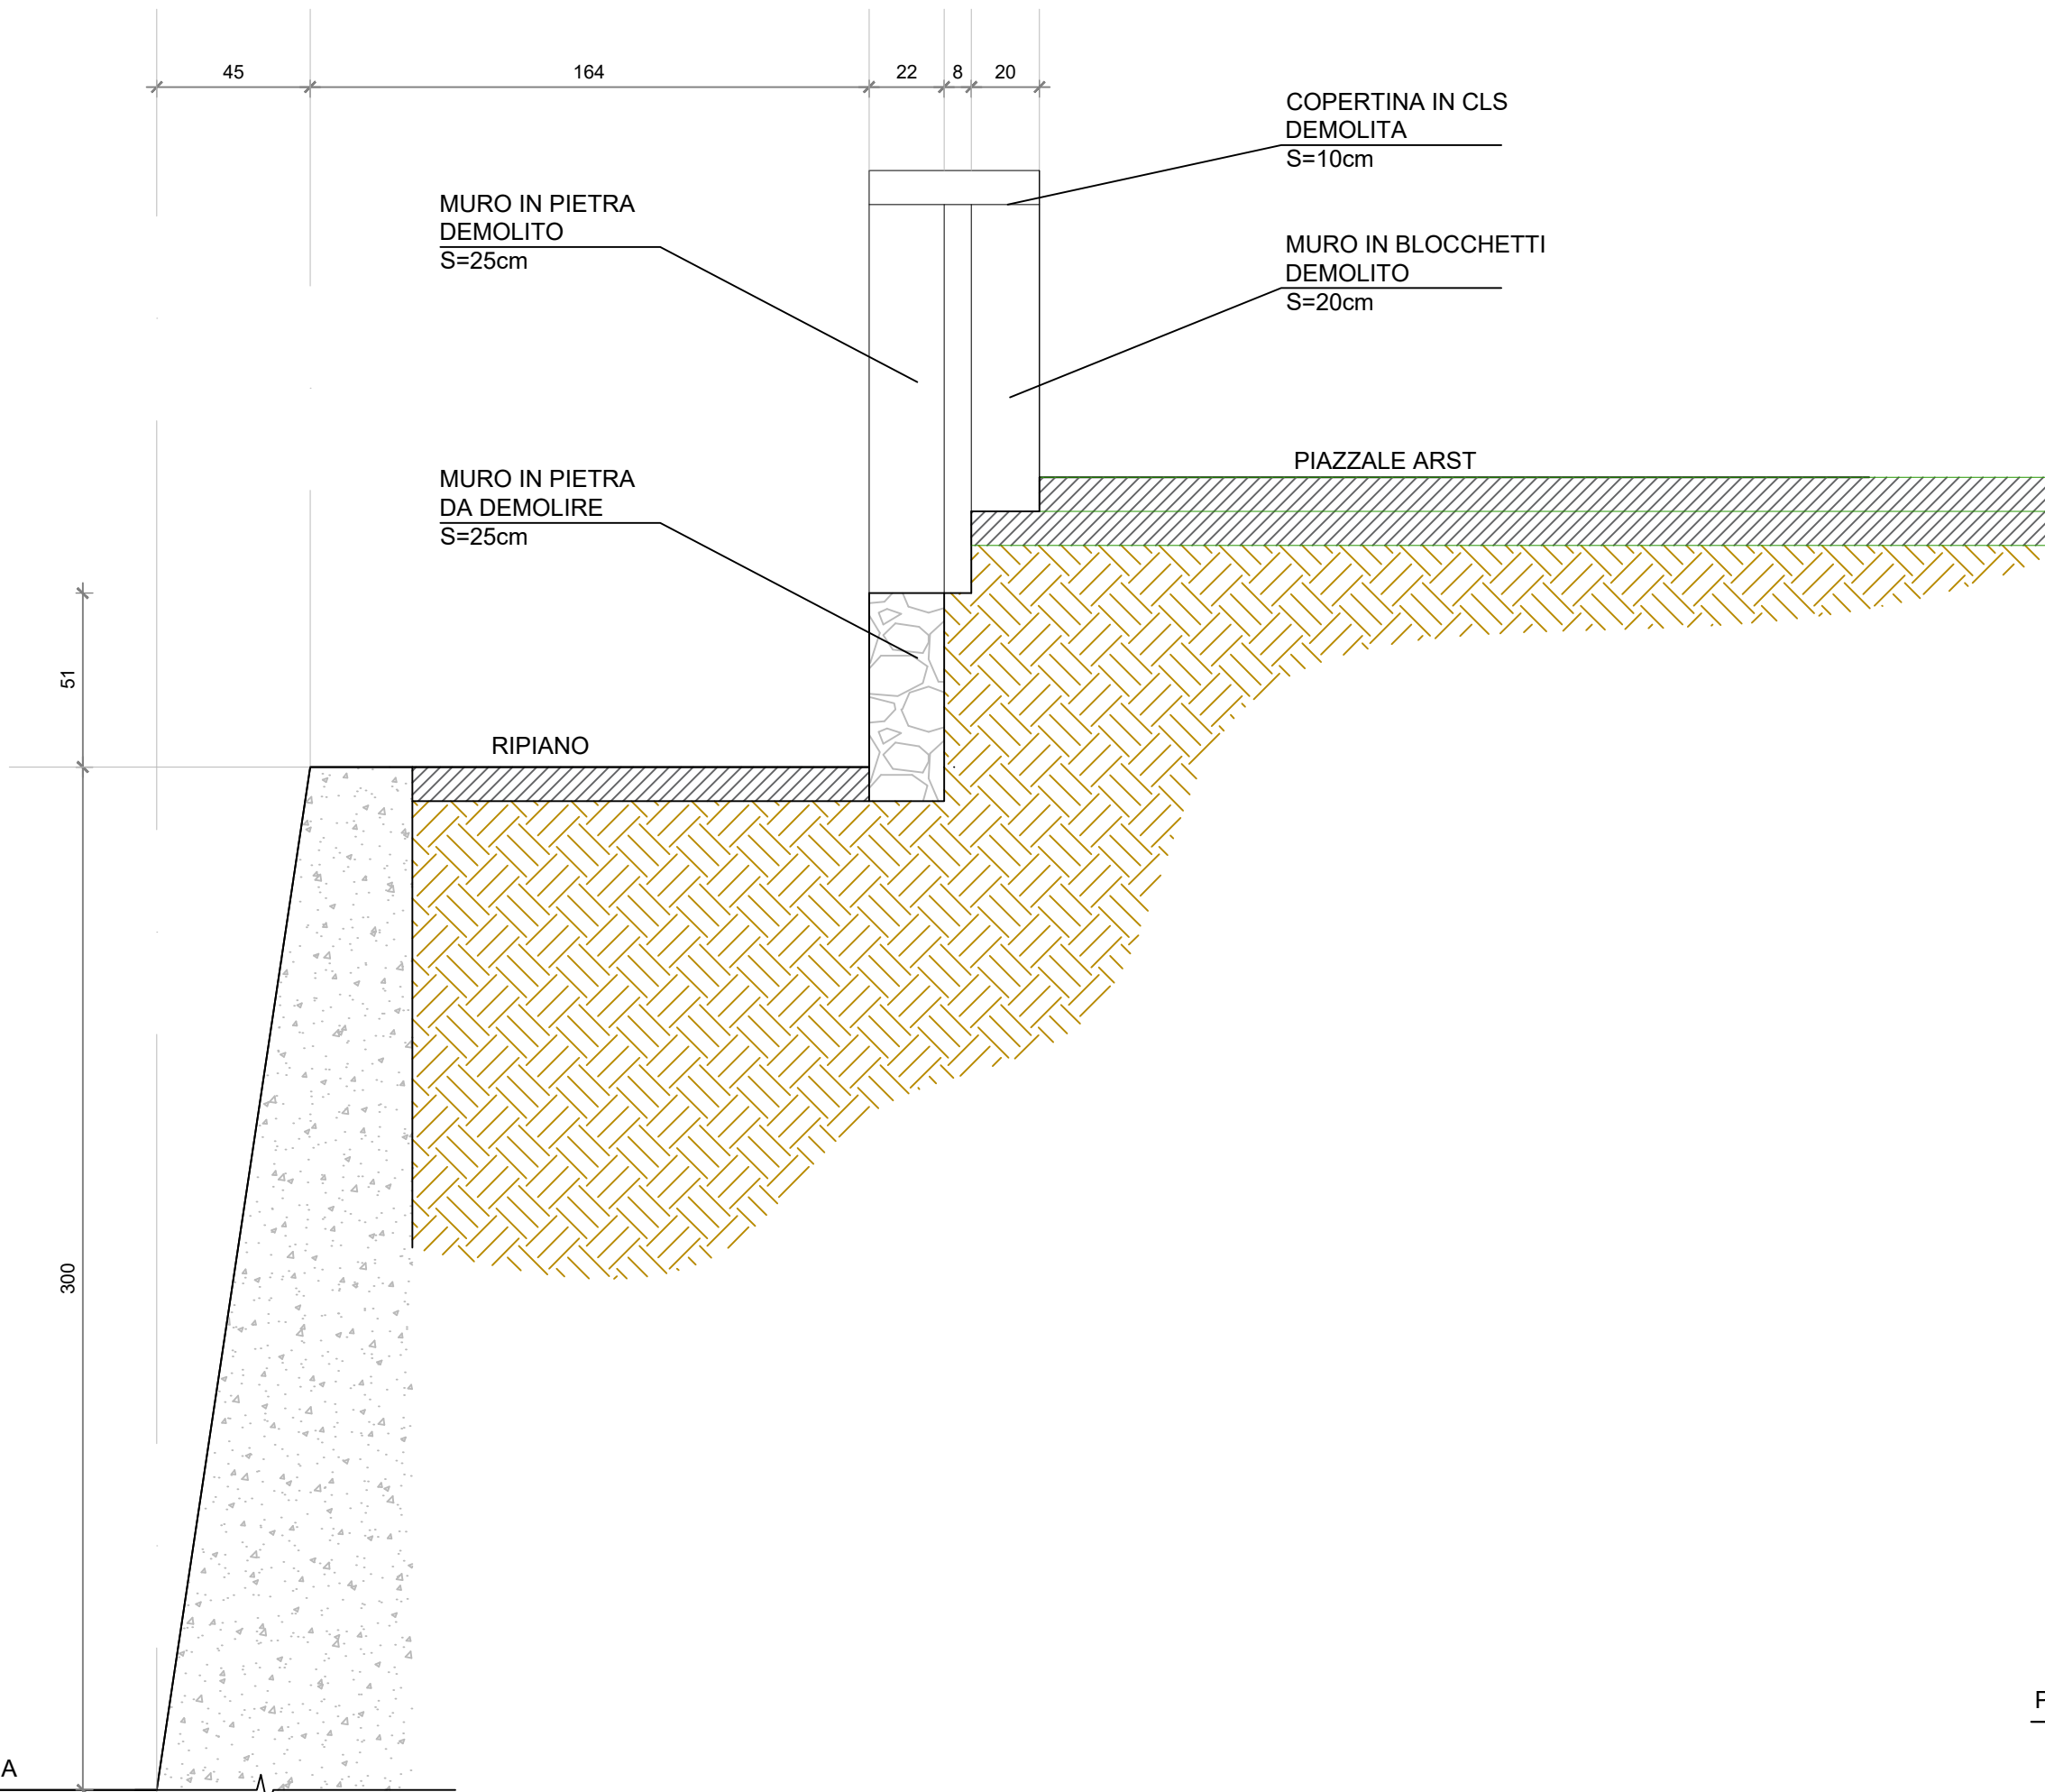 45
164
22
8
20
COPERTINA IN CLS
DEMOLITA
S=10cm
MURO IN PIETRA
DEMOLITO
S=25cm
MURO IN BLOCCHETTI
DEMOLITO
S=20cm
PIAZZALE ARST
MURO IN PIETRA
DA DEMOLIRE
S=25cm
51
RIPIANO
300
A